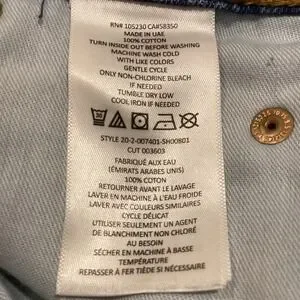 RN# 105230 CA#58350
MADE IN UAE
100% COTTON
TURN INSIDE OUT BEFORE WASHING
MACHINE WASH COLD
WITH LIKE COLORS
GENTLE CYCLE
ONLY NON-CHLORINE BLEACH
IF NEEDED
TUMBLE DRY LOW
COOL IRON IF NEEDED
STYLE 20-2-007401-SH00801
CUT 003603
FABRIQUÉ AUX EAU
(ÉMIRATS ARABES UNIS)
100% COTON
RETOURNER AVANT LE LAVAGE
LAVER EN MACHINE À L'EAU FROIDE
LAVER AVEC COULEURS SIMILAIRES
CYCLE DÉLICAT
UTILISER SEULEMENT UN AGENT
DE BLANCHIMENT NON CHLORÉ
AU BESOIN
SÉCHER EN MACHINE À BASSE
TEMPÉRATURE
REPASSER À FER TIÈDE SI NÉCESSAIRE